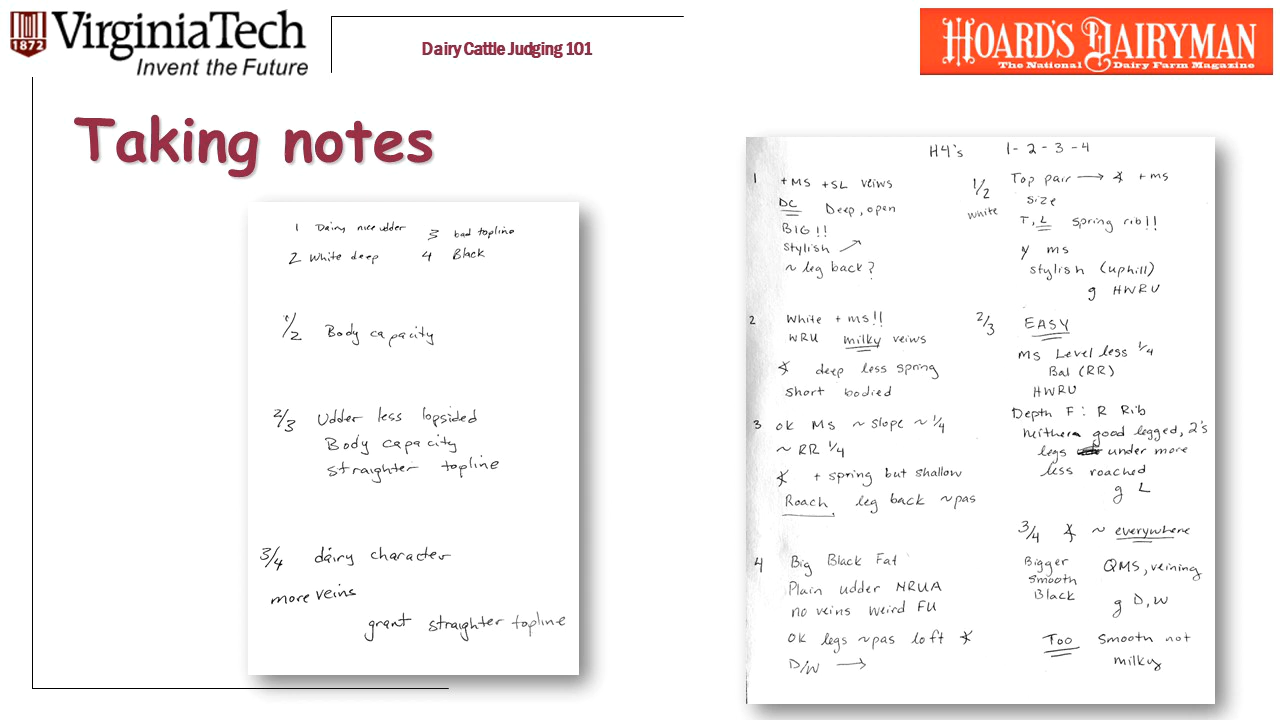 VirginiaTech
1872
Invent the Future
Dairy Cattle Judging 101
HOARD'S DAIRYMAN
The National Dairy Farm Magazine
Taking notes
1 Dairy nice udder
2 White deep
3 bad topline
4 Black
1/2 Body capacity
2/3 Udder less lopsided
Body capacity
straighter topline
3/4 dairy character
more veins
grant straighter topline
H4's 1-2-3-4
1 +MS +SL veiws
DC Deep, open
BIG!!
stylish
~ leg back?
2 white + ms!!
WRU milky veiws
deep less spring
short bodied
3 ok MS ~ slope ~ 1/4
~ RR 1/4
+ spring but shallow
Roach leg back ~pas
4 Big Black Fat
Plain udder NRUA
no veins weird FU
OK legs ~pas loft
D/W →
1/2 Top pair → + ms
white
size
T, L spring rib!!
y ms
stylish (uphill)
g HWRU
2/3 EASY
MS Level less 1/4
Bal (RR)
HWRU
Depth F: R Rib
Neither good legged, 2's
legs under more
less roached
g L
3/4 ~ everywhere
Bigger
smooth
Black
QMS, veining
g D, W
Too smooth not
milky